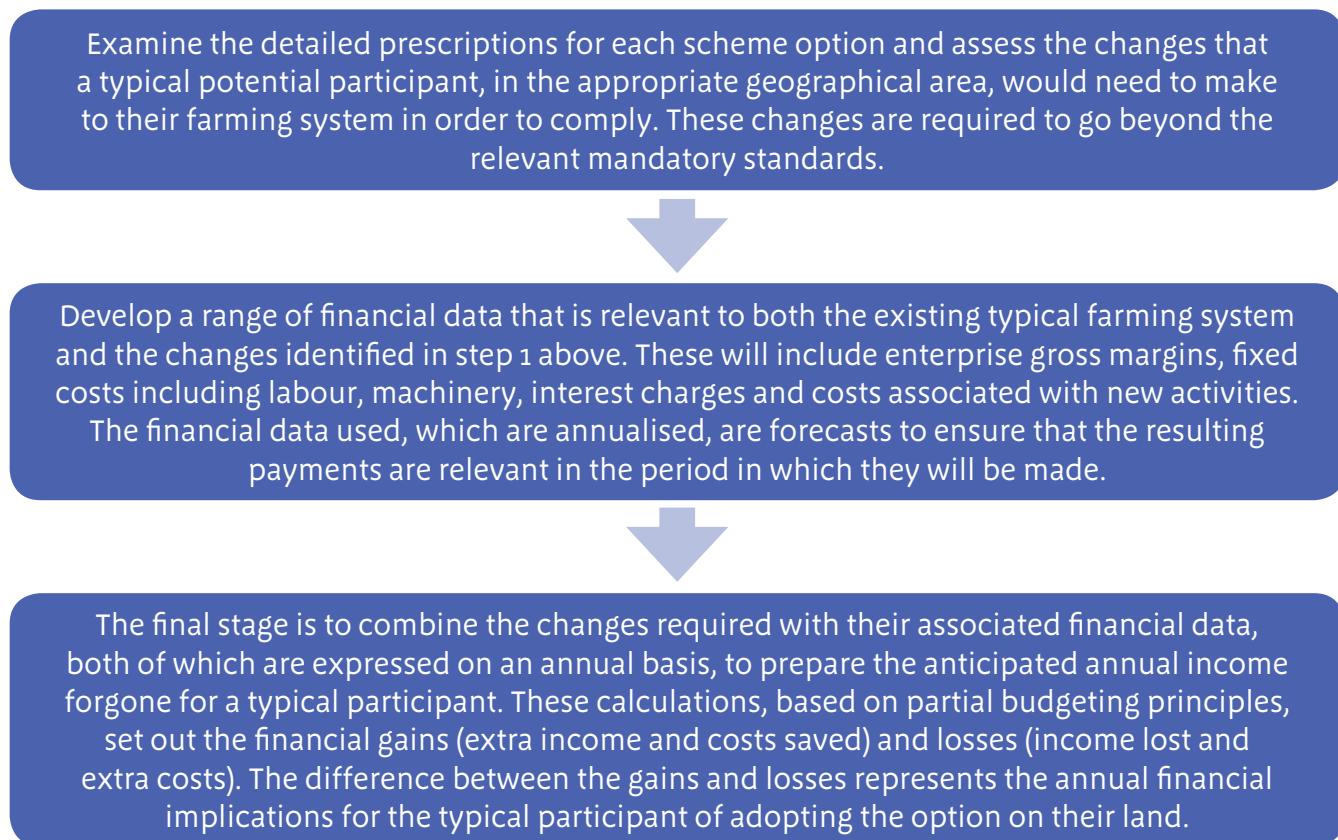 Examine the detailed prescriptions for each scheme option and assess the changes that
a typical potential participant, in the appropriate geographical area, would need to make
to their farming system in order to comply. These changes are required to go beyond the
relevant mandatory standards.
Develop a range of financial data that is relevant to both the existing typical farming system
and the changes identified in step 1 above. These will include enterprise gross margins, fixed
costs including labour, machinery, interest charges and costs associated with new activities.
The financial data used, which are annualised, are forecasts to ensure that the resulting
payments are relevant in the period in which they will be made.
The final stage is to combine the changes required with their associated financial data,
both of which are expressed on an annual basis, to prepare the anticipated annual income
forgone for a typical participant. These calculations, based on partial budgeting principles,
set out the financial gains (extra income and costs saved) and losses (income lost and
extra costs). The difference between the gains and losses represents the annual financial
implications for the typical participant of adopting the option on their land.